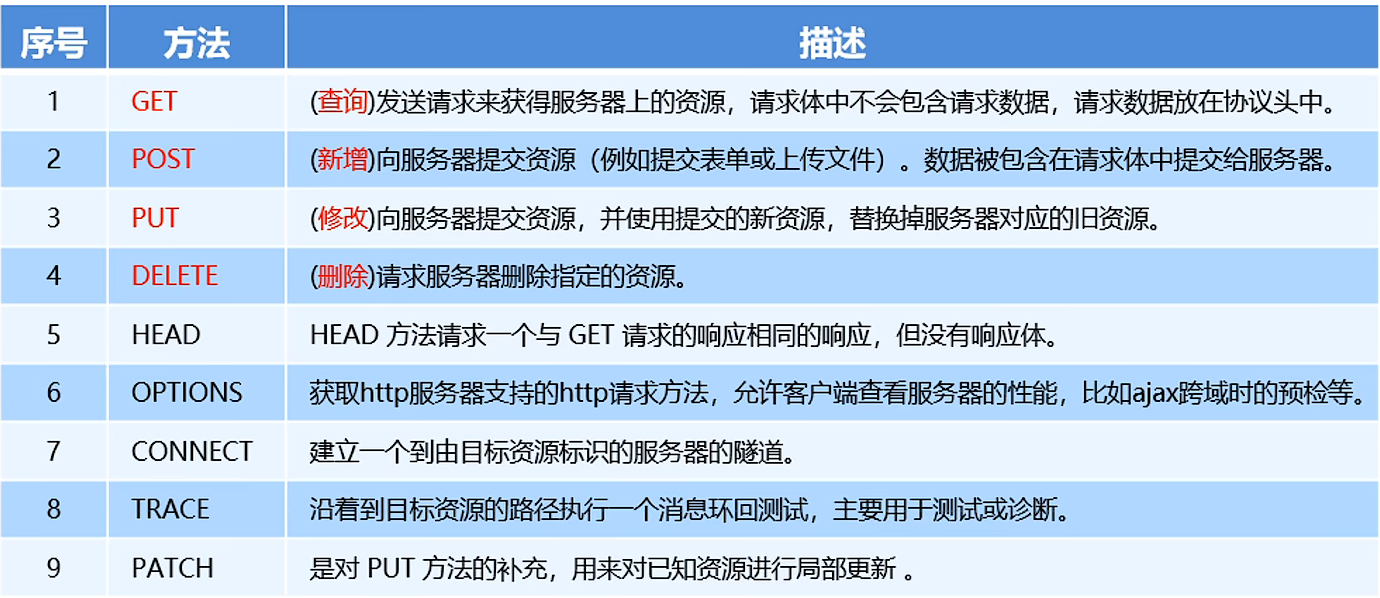 序号 方法 描述
1 GET (查询)发送请求来获得服务器上的资源，请求体中不会包含请求数据，请求数据放在协议头中。
2 POST (新增)向服务器提交资源（例如提交表单或上传文件）。数据被包含在请求体中提交给服务器。
3 PUT (修改)向服务器提交资源，并使用提交的新资源，替换掉服务器对应的旧资源。
4 DELETE (删除)请求服务器删除指定的资源。
5 HEAD HEAD 方法请求一个与 GET 请求的响应相同的响应，但没有响应体。
6 OPTIONS 获取http服务器支持的http请求方法，允许客户端查看服务器的性能，比如ajax跨域时的预检等。
7 CONNECT 建立一个到由目标资源标识的服务器的隧道。
8 TRACE 沿着到目标资源的路径执行一个消息环回测试，主要用于测试或诊断。
9 PATCH 是对 PUT 方法的补充，用来对已知资源进行局部更新 。